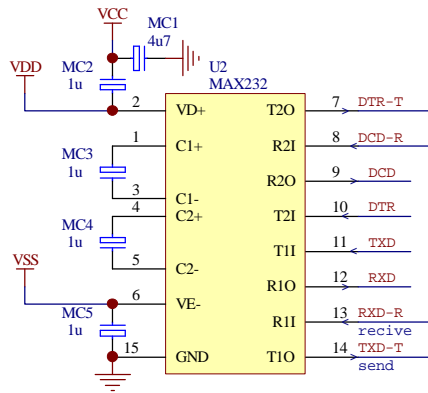 VCC
MC1
4u7
VDD
MC2
1u
U2
MAX232
2 VD+ T2O 7 DTR-T
1 C1+ R2I 8 DCD-R
MC3
1u
R2O 9 DCD
3 C1-
4 C2+ T2I 10 DTR
MC4
1u
T1I 11 TXD
5 C2- R1O 12 RXD
VSS
6 VE- R1I 13 RXD-R
recive
MC5
1u
15 GND T1O 14 TXD-T
send